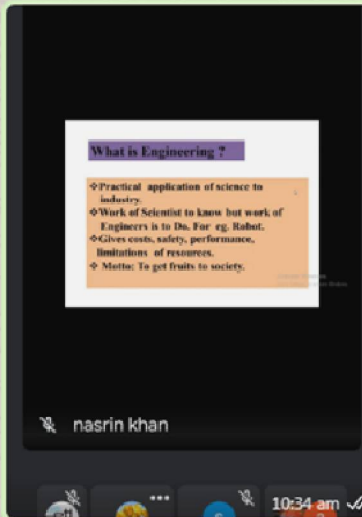 What is Engineering ?
❖Practical application of science to
industry.
❖Work of Scientist to know but work of
Engineers is to Do. For eg. Robot.
❖Gives costs, safety, performance,
limitations of resources.
❖ Motto: To get fruits to society.
nasrin khan
10:34 am